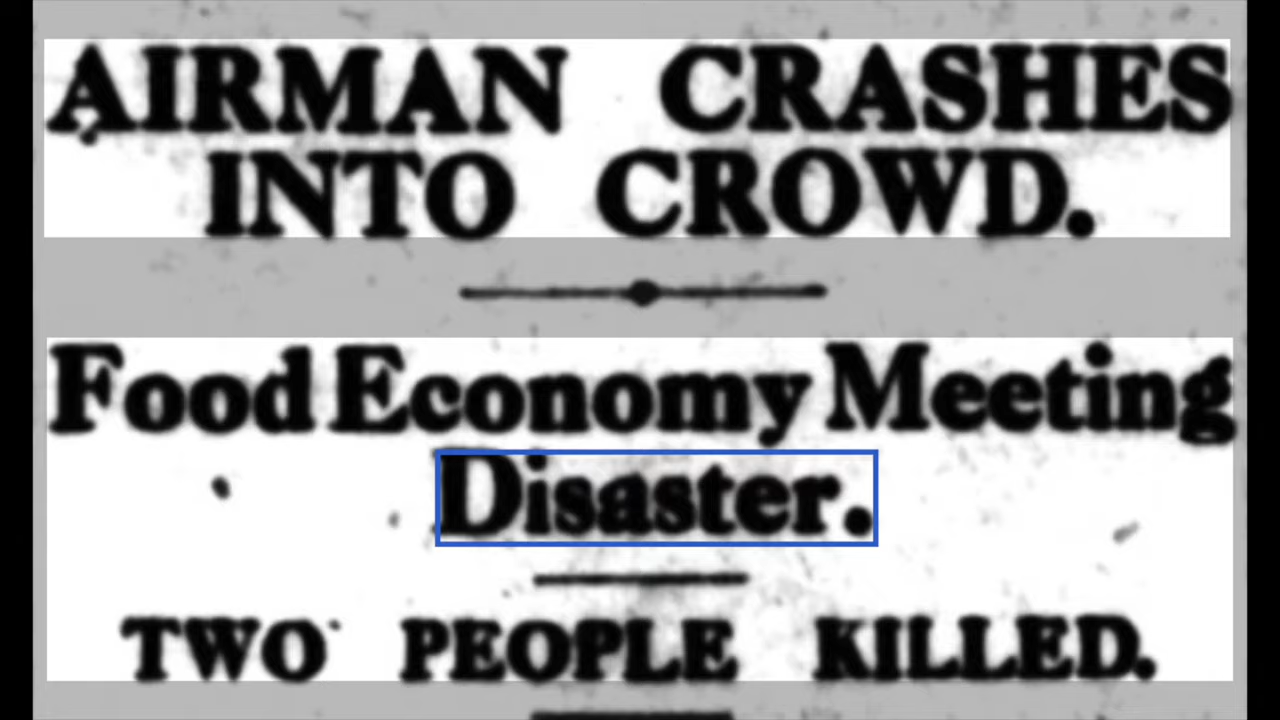 AIRMAN CRASHES
INTO CROWD.
Food Economy Meeting
Disaster.
TWO PEOPLE KILLED.